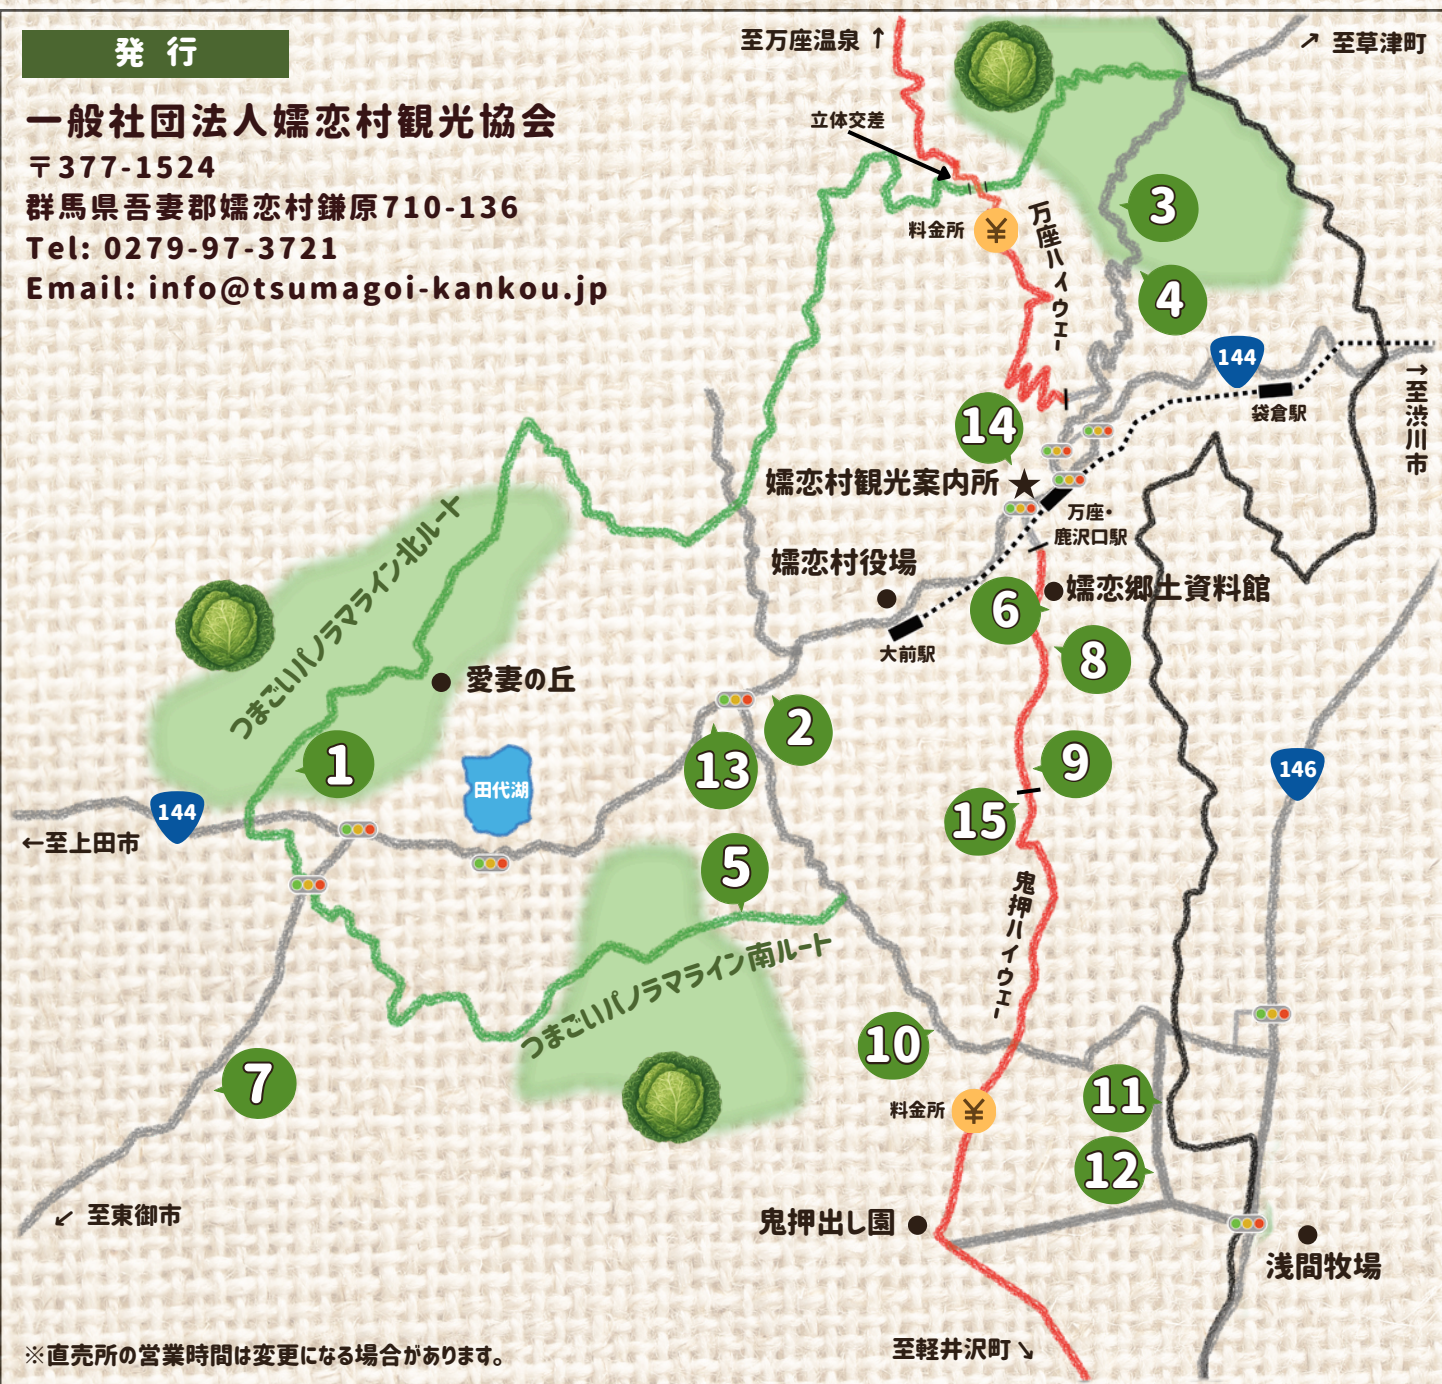 発行
一般社団法人嬬恋村観光協会
〒377-1524
群馬県吾妻郡嬬恋村鎌原710-136
Tel: 0279-97-3721
Email: info@tsumagoi-kankou.jp
至万座温泉 ↑
↗ 至草津町
立体交差
3
料金所
¥
万座ハイウェー
4
144
→至渋川市
袋倉駅
14
嬬恋村観光案内所
★
万座・
鹿沢口駅
つまごいパノラマライン北ルート
嬬恋村役場
嬬恋郷土資料館
6
大前駅
8
愛妻の丘
2
1
13
9
146
田代湖
144
15
←至上田市
5
鬼押ハイウェー
つまごいパノラマライン南ルート
10
7
11
料金所
¥
12
↙ 至東御市
鬼押出し園
浅間牧場
至軽井沢町↘
※直売所の営業時間は変更になる場合があります。